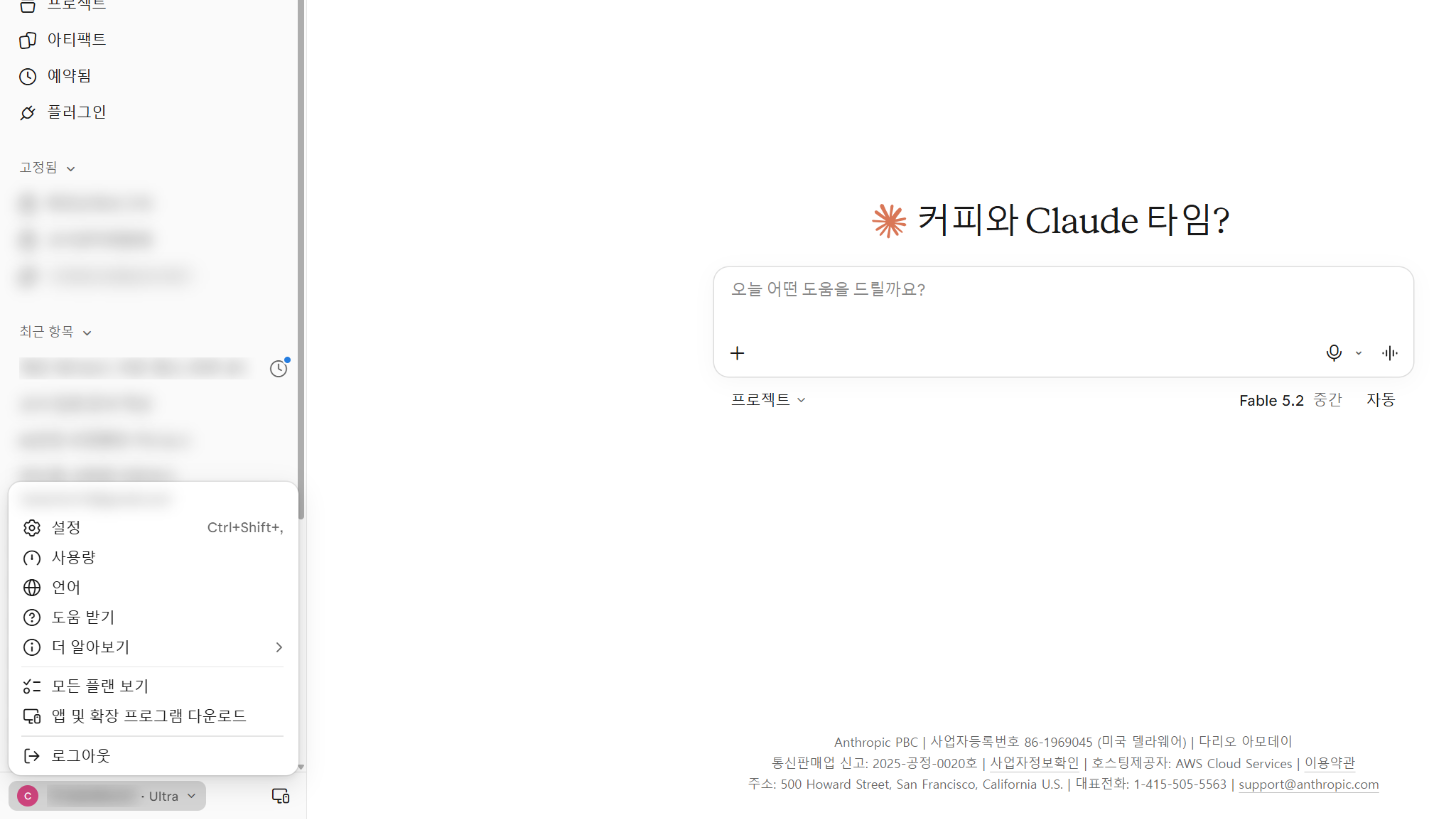 프로젝트
아티팩트
예약됨
플러그인
고정됨
최근 항목
설정 Ctrl+Shift+,
사용량
언어
도움 받기
더 알아보기
모든 플랜 보기
앱 및 확장 프로그램 다운로드
로그아웃
C · Ultra
커피와 Claude 타임?
오늘 어떤 도움을 드릴까요?
프로젝트 Fable 5.2 중간 자동
Anthropic PBC | 사업자등록번호 86-1969045 (미국 델라웨어) | 다리오 아모데이
통신판매업 신고: 2025-공정-0020호 | 사업자정보확인 | 호스팅제공자: AWS Cloud Services | 이용약관
주소: 500 Howard Street, San Francisco, California U.S. | 대표전화: 1-415-505-5563 | support@anthropic.com